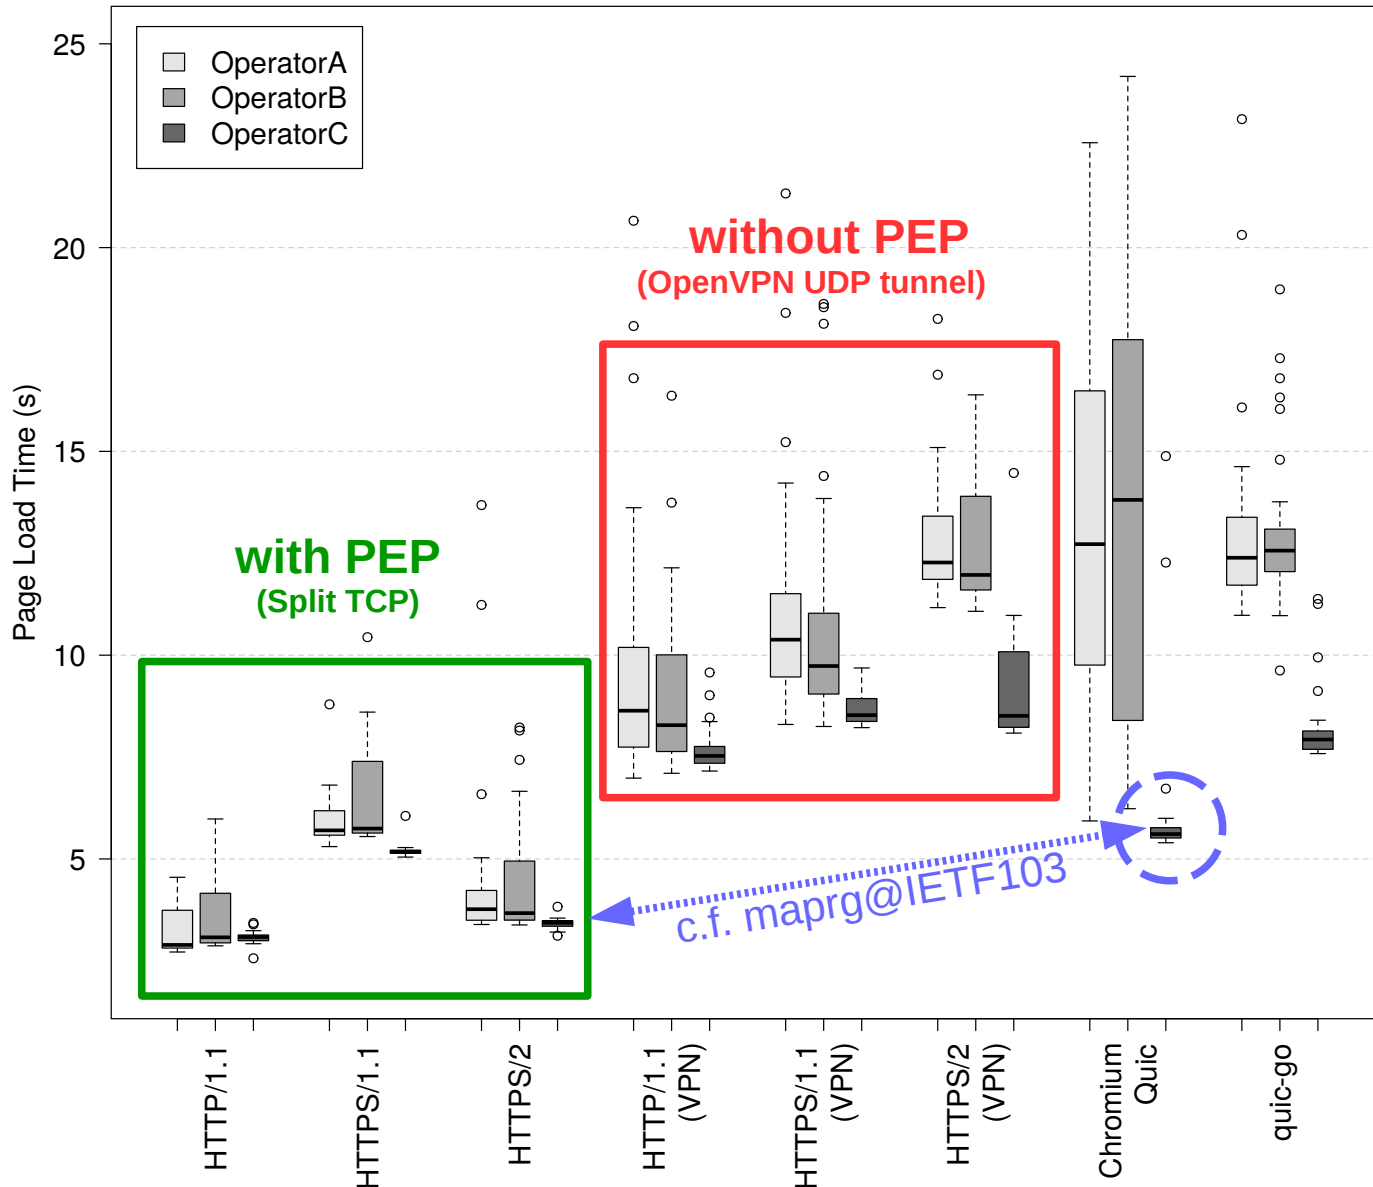 OperatorA
OperatorB
OperatorC
25
20
15
10
5
Page Load Time (s)
with PEP
(Split TCP)
without PEP
(OpenVPN UDP tunnel)
c.f. maprg@IETF103
HTTP/1.1
HTTPS/1.1
HTTPS/2
HTTP/1.1
(VPN)
HTTPS/1.1
(VPN)
HTTPS/2
(VPN)
Chromium
Quic
quic-go